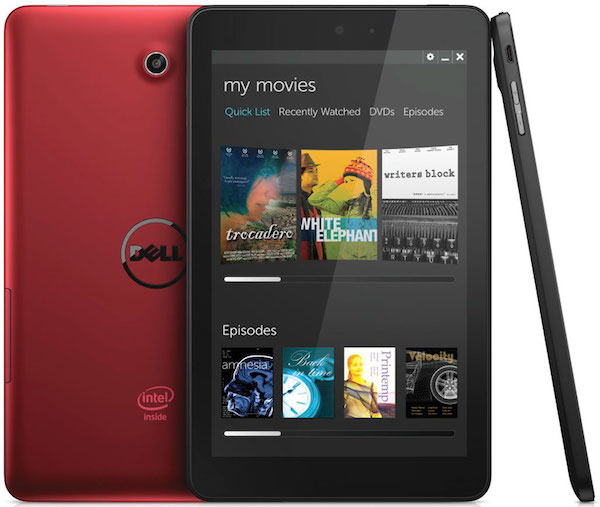 DELL
intel
inside
my movies
Quick List Recently Watched DVDs Episodes
trocadero
WHITE
ELEPHANT
writers block
Episodes
amnesia
Back
in time
Printemp
Velocity